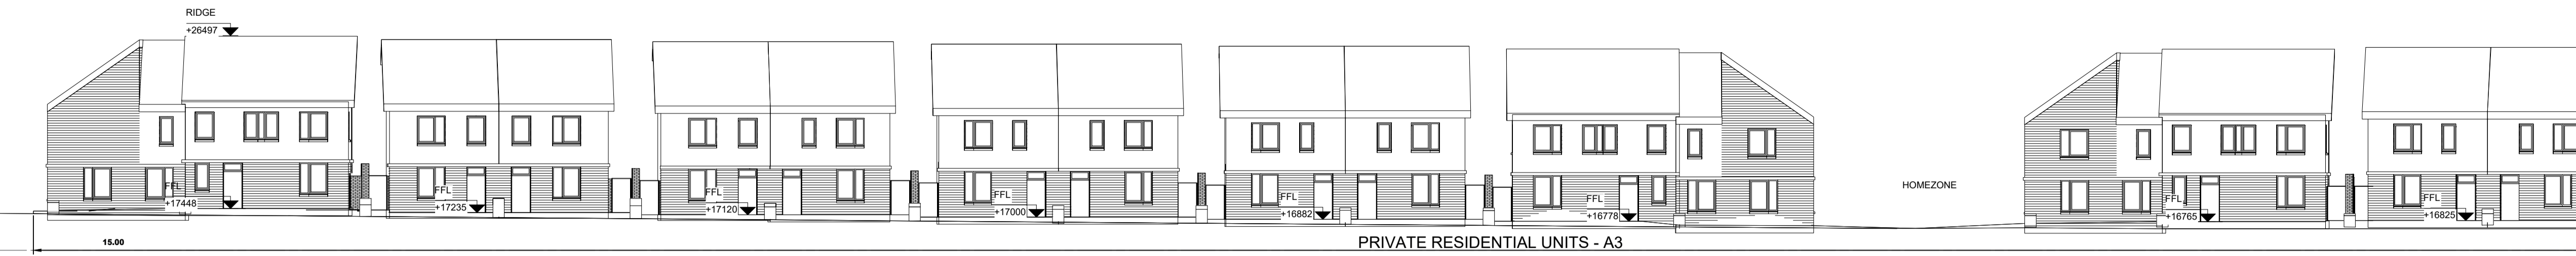 RIDGE
+26497
FFL
+17448
FFL
+17235
FFL
+17120
FFL
+17000
FFL
+16882
FFL
+16778
HOMEZONE
FFL
+16765
FFL
+16825
15.00
PRIVATE RESIDENTIAL UNITS - A3